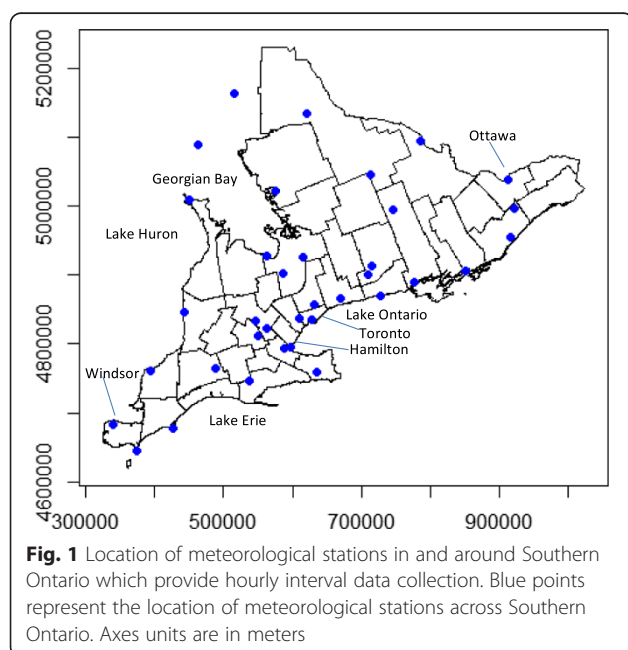 5200000
Ottawa
Georgian Bay
5000000
Lake Huron
Lake Ontario
Toronto
4800000
Hamilton
Windsor
Lake Erie
4600000
300000 500000 700000 900000
Fig. 1 Location of meteorological stations in and around Southern
Ontario which provide hourly interval data collection. Blue points
represent the location of meteorological stations across Southern
Ontario. Axes units are in meters